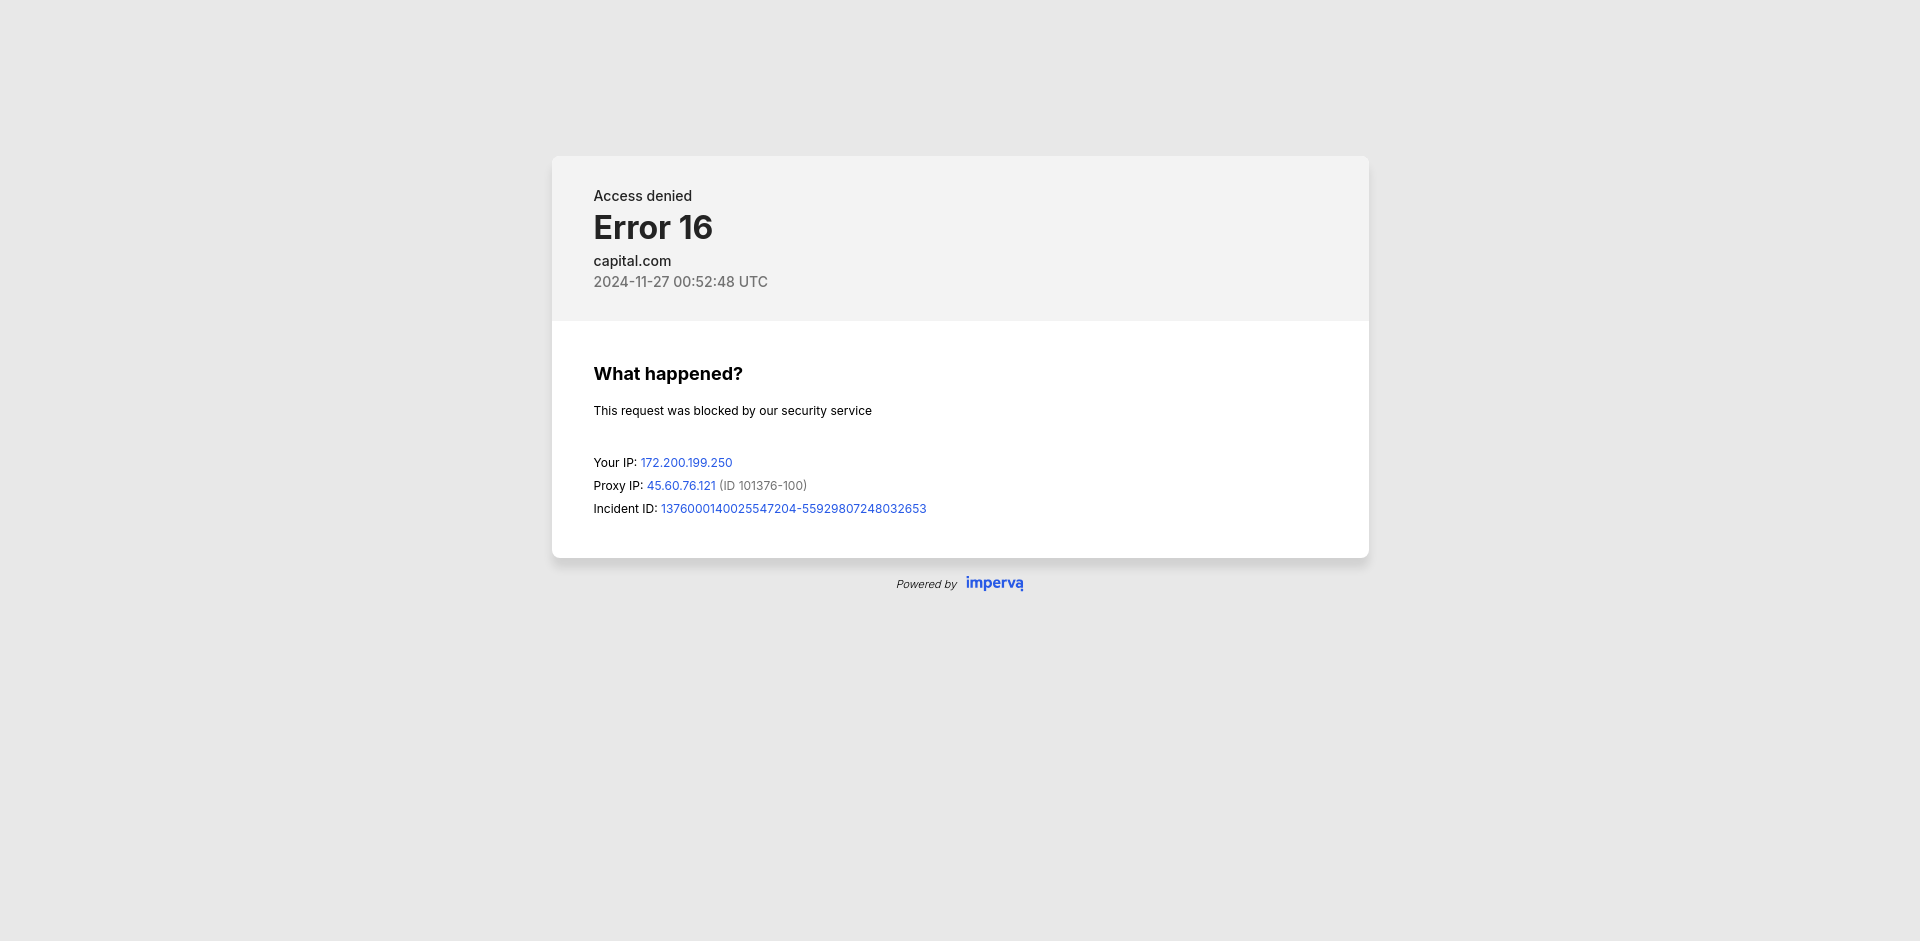 Access denied
Error 16
capital.com
2024-11-27 00:52:48 UTC
What happened?
This request was blocked by our security service
Your IP: 172.200.199.250
Proxy IP: 45.60.76.121 (ID 101376-100)
Incident ID: 1376000140025547204-55929807248032653
Powered by imperva